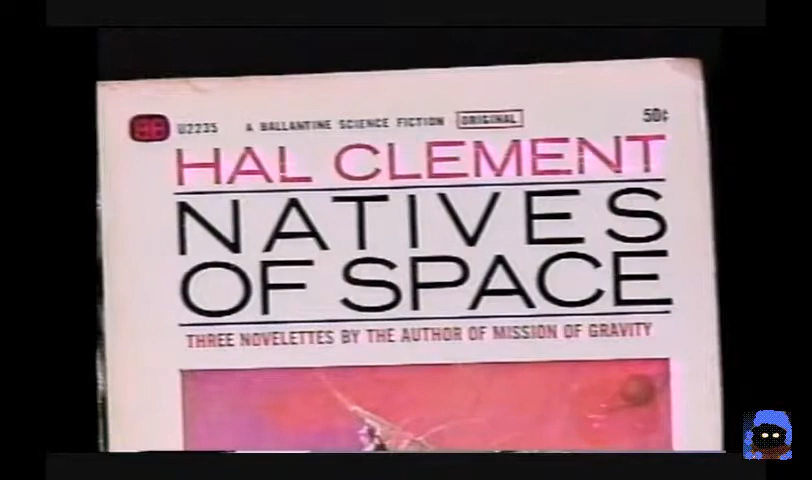 BB U2235 A BALLANTINE SCIENCE FICTION ORIGINAL 50¢
HAL CLEMENT
NATIVES
OF SPACE
THREE NOVELETTES BY THE AUTHOR OF MISSION OF GRAVITY